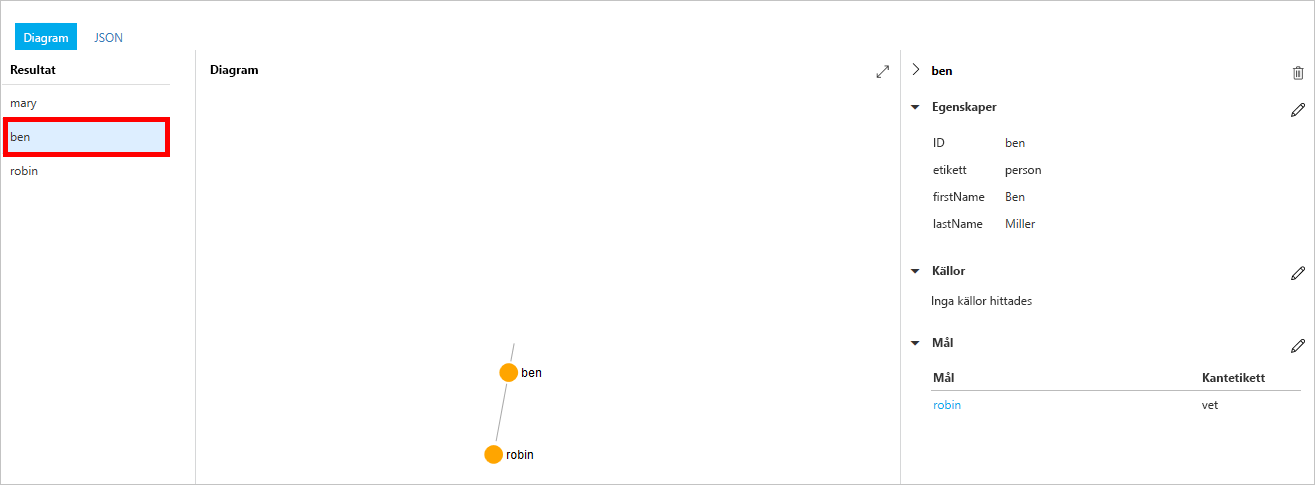 Diagram JSON
Resultat
mary
ben
robin
Diagram
ben
robin
ben
Egenskaper
ID ben
etikett person
firstName Ben
lastName Miller
Källor
Inga källor hittades
Mål
Mål Kantetikett
robin vet